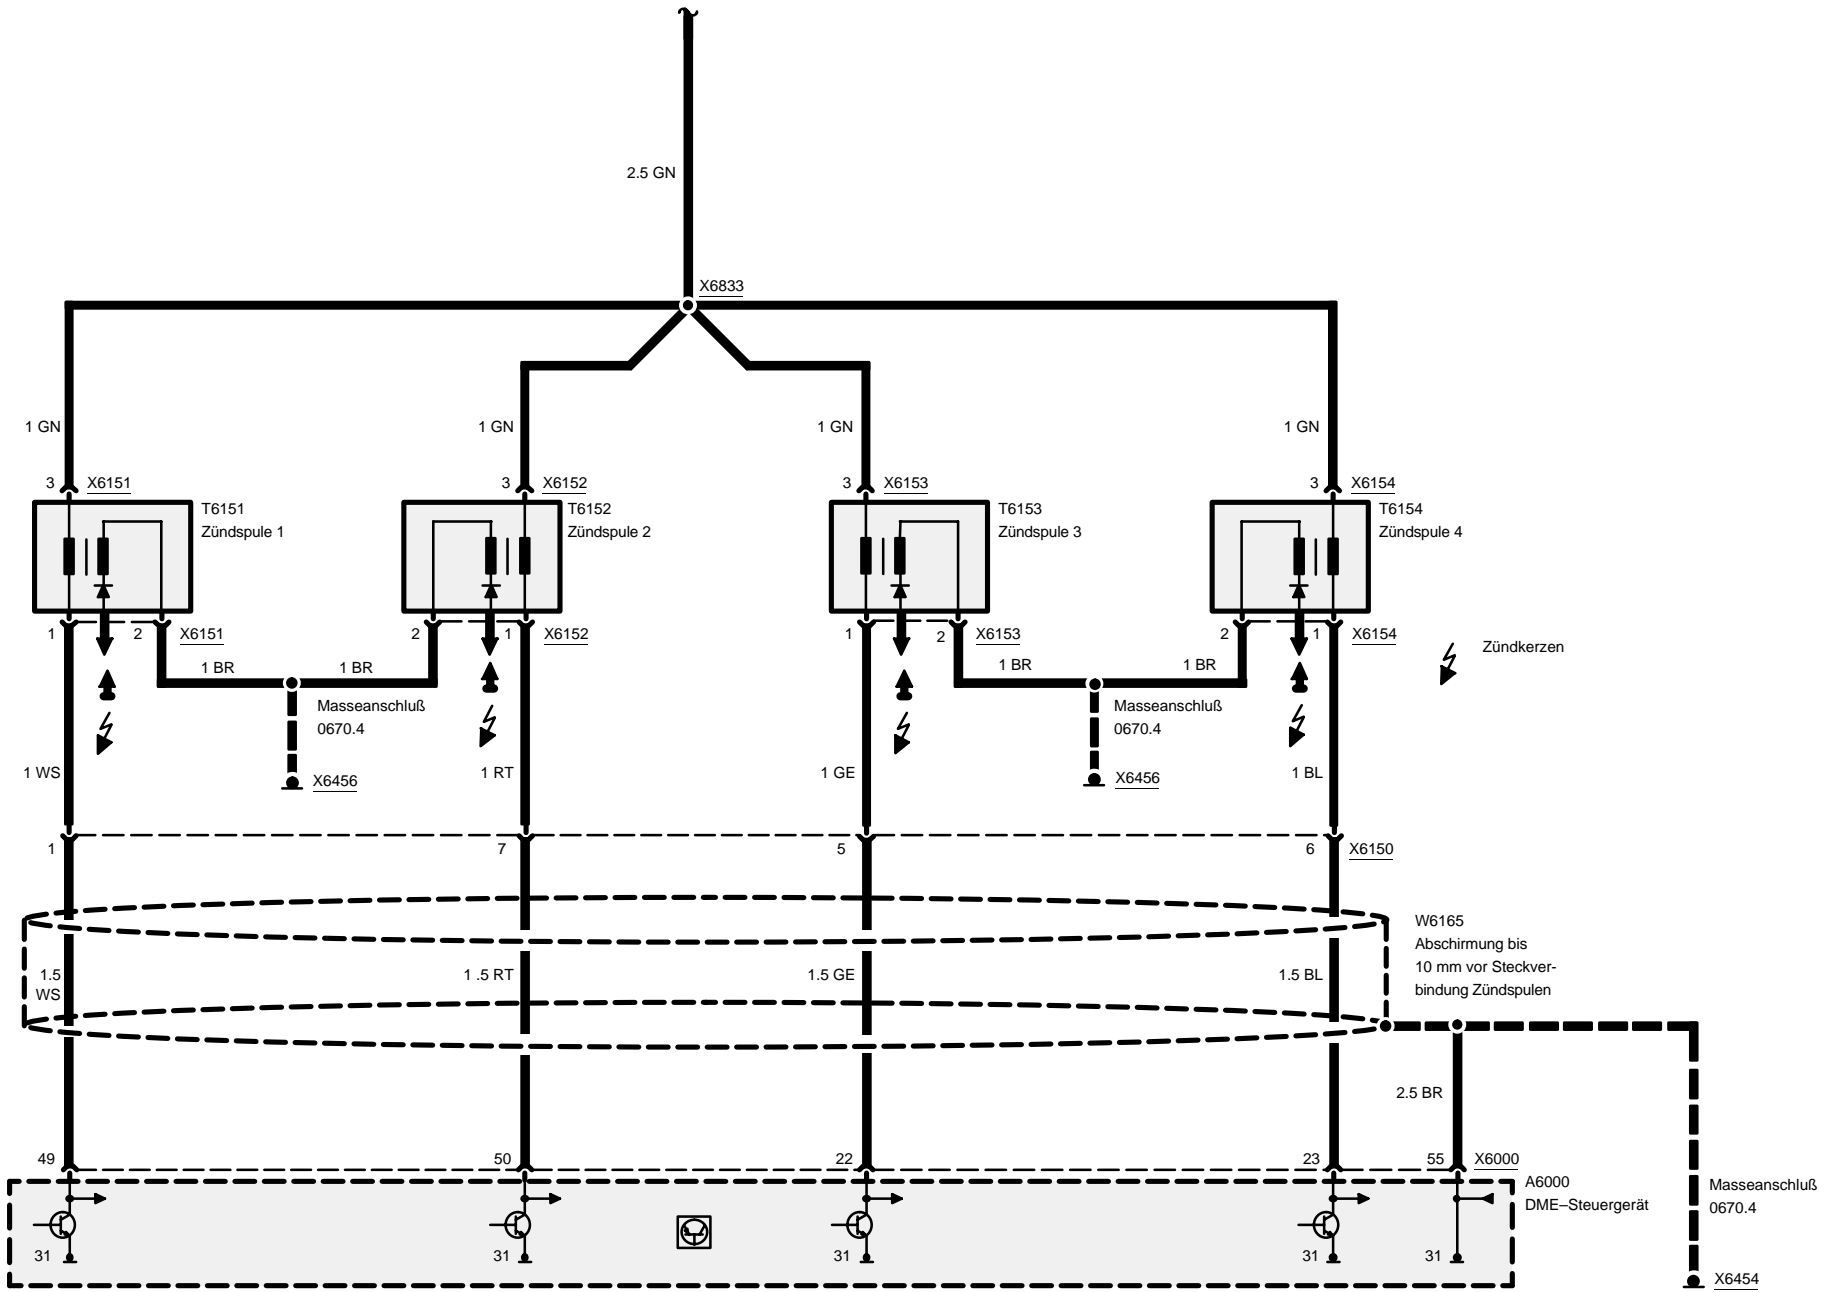 2.5 GN
X6833
1 GN
1 GN
1 GN
1 GN
3
X6151
3
X6152
3
X6153
3
X6154
T6151
Zündspule 1
T6152
Zündspule 2
T6153
Zündspule 3
T6154
Zündspule 4
1
2
X6151
2
1
X6152
1
2
X6153
2
1
X6154
Zündkerzen
1 BR
1 BR
1 BR
1 BR
Masseanschluß
0670.4
Masseanschluß
0670.4
1 WS
X6456
1 RT
1 GE
X6456
1 BL
1
7
5
6
X6150
W6165
Abschirmung bis
10 mm vor Steckver-
bindung Zündspulen
1.5
WS
1 .5 RT
1.5 GE
1.5 BL
2.5 BR
49
50
22
23
55
X6000
A6000
DME–Steuergerät
Masseanschluß
0670.4
31
31
31
31
31
X6454